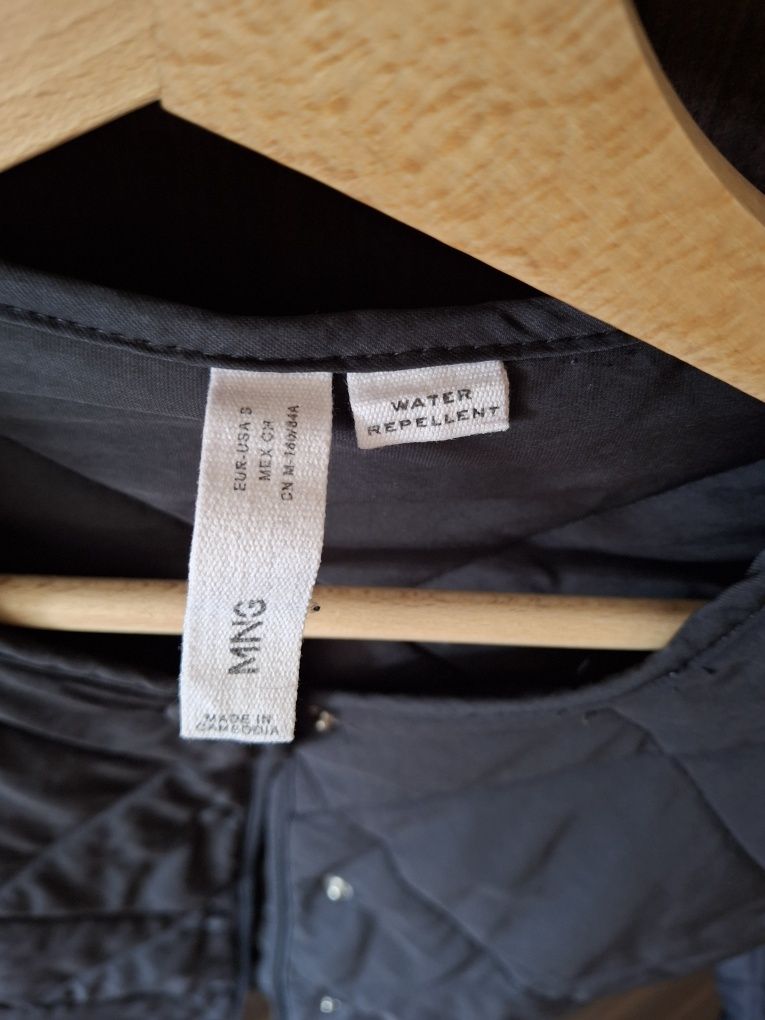 EUR-USA S
MEX CH
CN M-160/84A
MNG
MADE IN
CAMBODIA
WATER
REPELLENT